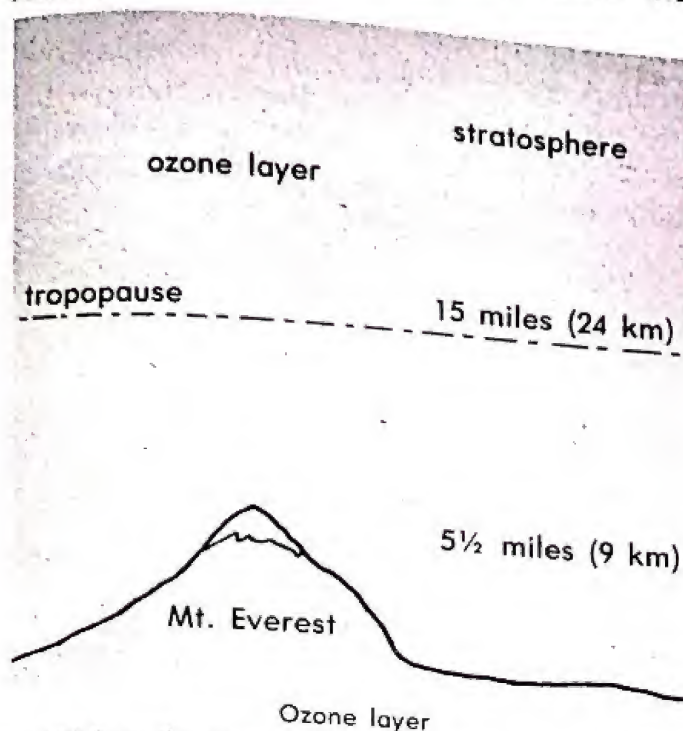 stratosphere
ozone layer
tropopause
15 miles (24 km)
5½ miles (9 km)
Mt. Everest
Ozone layer